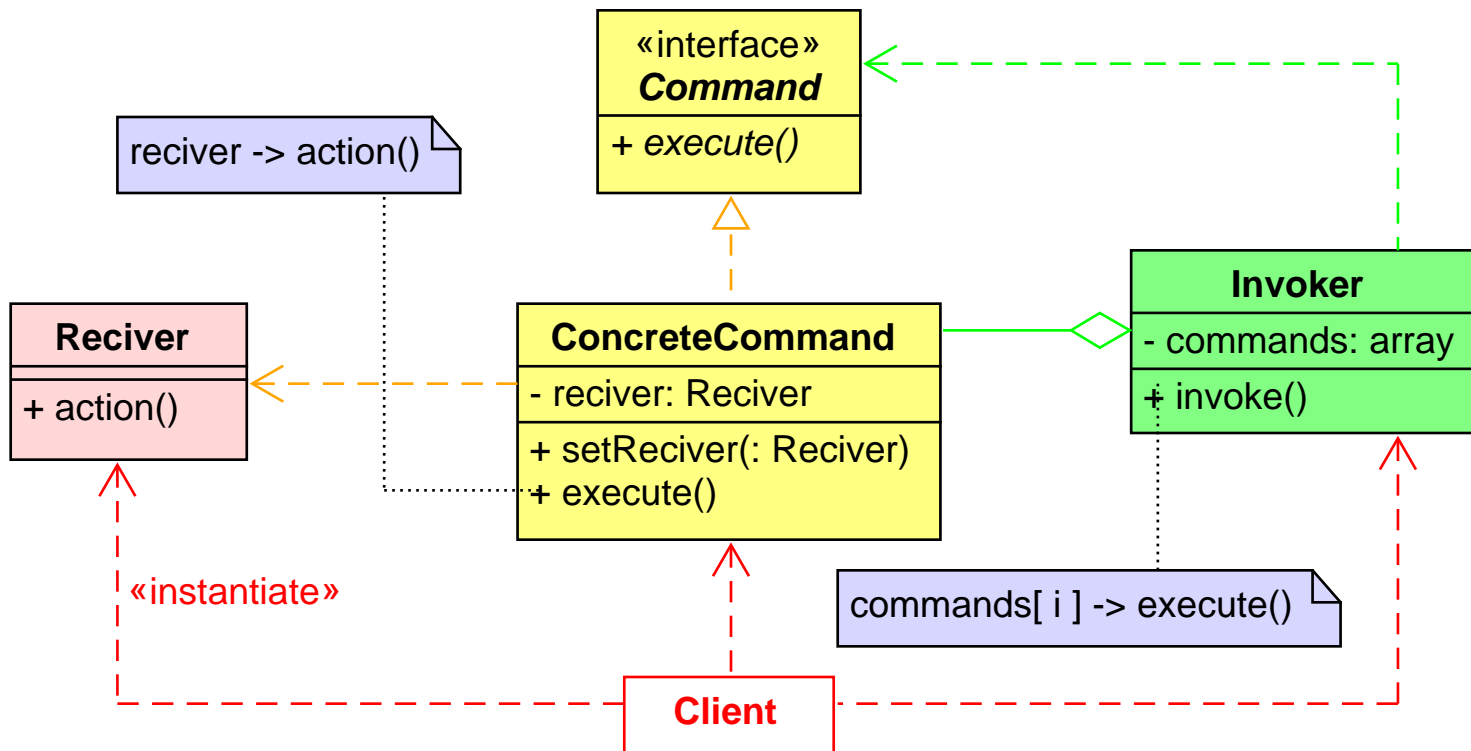 «interface»
Command
+ execute()
reciver -> action()
Reciver
+ action()
ConcreteCommand
- reciver: Reciver
+ setReciver(: Reciver)
+ execute()
Invoker
- commands: array
+ invoke()
«instantiate»
commands[ i ] -> execute()
Client